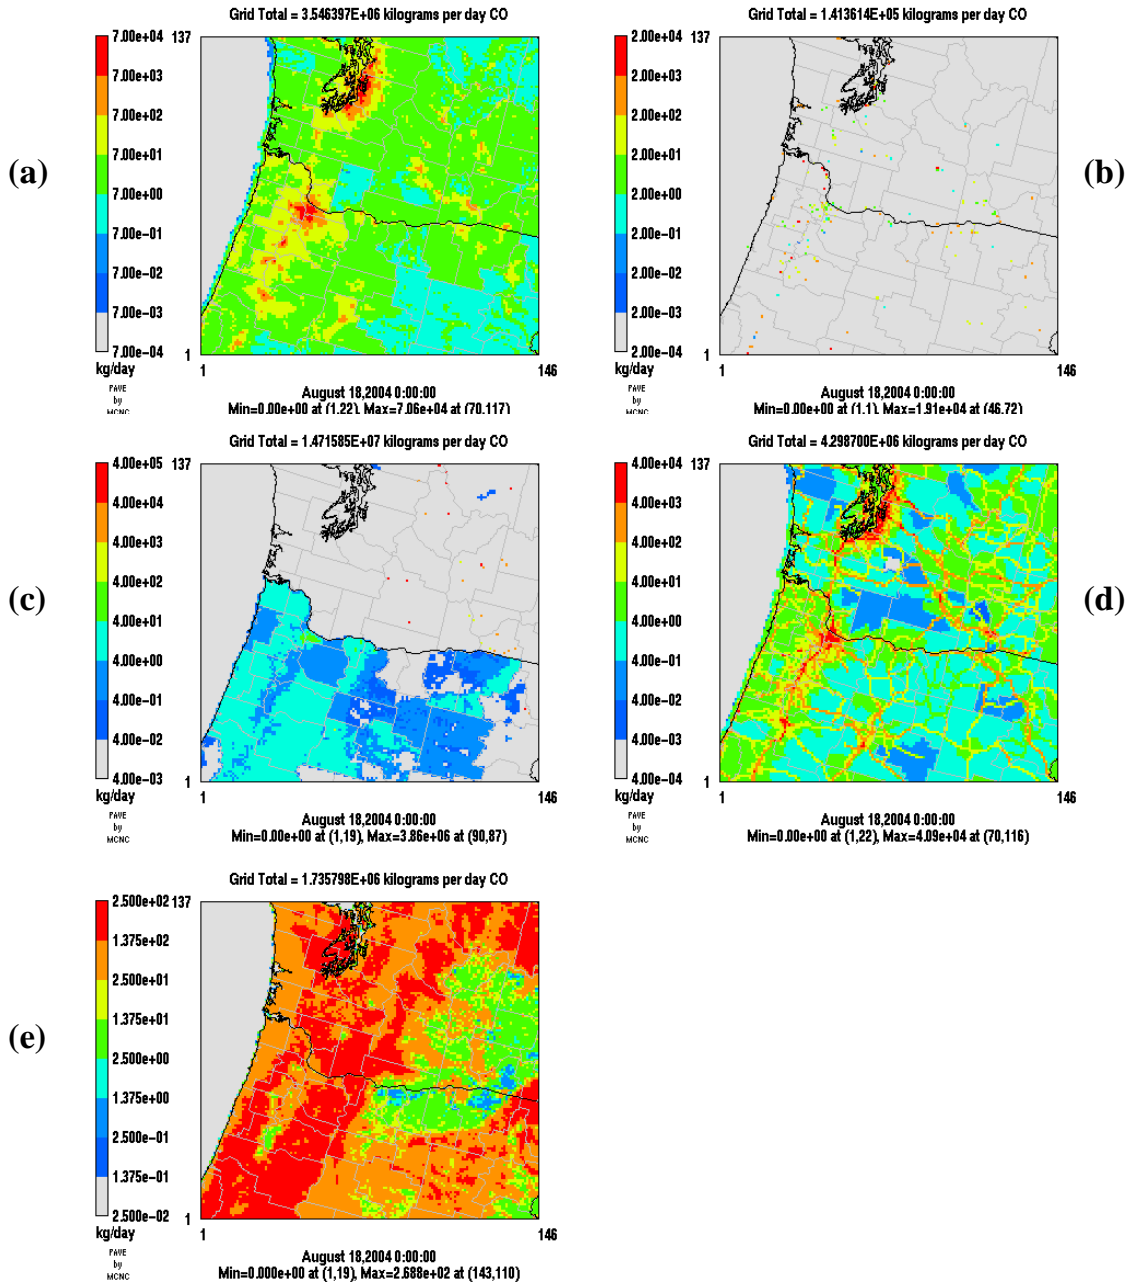 Grid Total = 3.546397E+06 kilograms per day CO
(a)
7.00e+04
7.00e+03
7.00e+02
7.00e+01
7.00e+00
7.00e-01
7.00e-02
7.00e-03
7.00e-04
kg/day
PAVE
by
MCNC
137
1
1
146
August 18,2004 0:00:00
Min=0.00e+00 at (1,22), Max=7.06e+04 at (70,117)
Grid Total = 1.413614E+05 kilograms per day CO
(b)
2.00e+04
2.00e+03
2.00e+02
2.00e+01
2.00e+00
2.00e-01
2.00e-02
2.00e-03
2.00e-04
kg/day
PAVE
by
MCNC
137
1
1
146
August 18,2004 0:00:00
Min=0.00e+00 at (1,1), Max=1.91e+04 at (46,72)
Grid Total = 1.471585E+07 kilograms per day CO
(c)
4.00e+05
4.00e+04
4.00e+03
4.00e+02
4.00e+01
4.00e+00
4.00e-01
4.00e-02
4.00e-03
kg/day
PAVE
by
MCNC
137
1
1
146
August 18,2004 0:00:00
Min=0.00e+00 at (1,19), Max=3.86e+06 at (90,87)
Grid Total = 4.298700E+06 kilograms per day CO
(d)
4.00e+04
4.00e+03
4.00e+02
4.00e+01
4.00e+00
4.00e-01
4.00e-02
4.00e-03
4.00e-04
kg/day
PAVE
by
MCNC
137
1
1
146
August 18,2004 0:00:00
Min=0.00e+00 at (1,22), Max=4.09e+04 at (70,116)
Grid Total = 1.735798E+06 kilograms per day CO
(e)
2.500e+02
1.375e+02
2.500e+01
1.375e+01
2.500e+00
1.375e+00
2.500e-01
1.375e-01
2.500e-02
kg/day
PAVE
by
MCNC
137
1
1
146
August 18,2004 0:00:00
Min=0.000e+00 at (1,19), Max=2.688e+02 at (143,110)